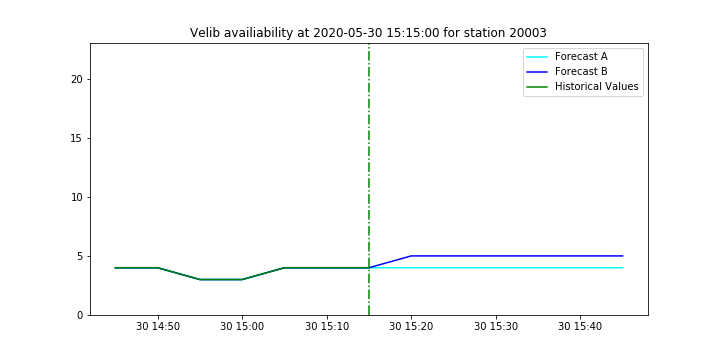 Velib availiability at 2020-05-30 15:15:00 for station 20003
Forecast A
Forecast B
Historical Values
20
15
10
5
0
30 14:50 30 15:00 30 15:10 30 15:20 30 15:30 30 15:40